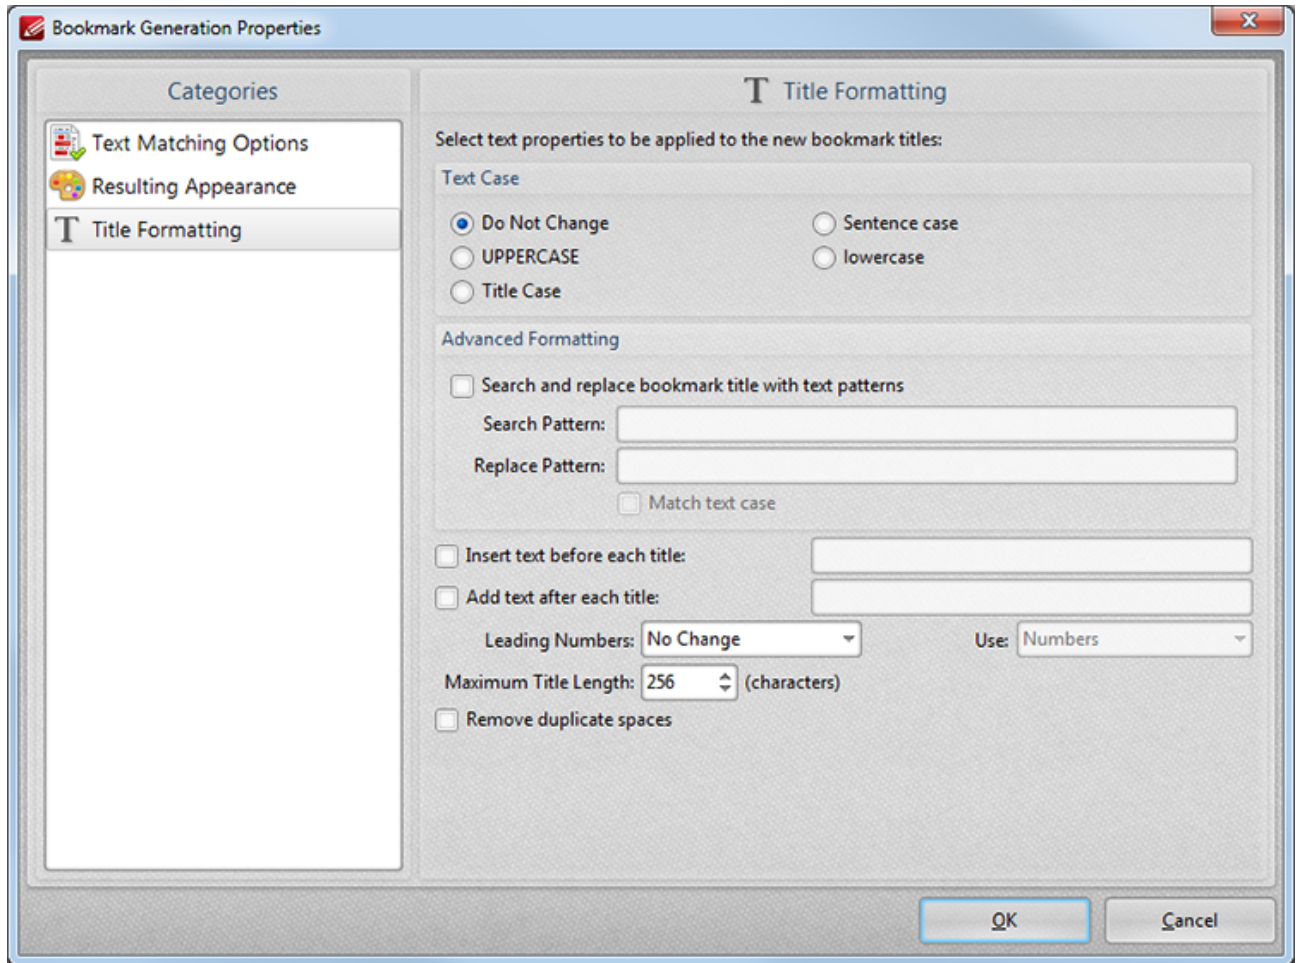 Bookmark Generation Properties
Categories
Text Matching Options
Resulting Appearance
Title Formatting
Title Formatting
Select text properties to be applied to the new bookmark titles:
Text Case
Do Not Change
Sentence case
UPPERCASE
lowercase
Title Case
Advanced Formatting
Search and replace bookmark title with text patterns
Search Pattern:
Replace Pattern:
Match text case
Insert text before each title:
Add text after each title:
Leading Numbers: No Change Use: Numbers
Maximum Title Length: 256 (characters)
Remove duplicate spaces
OK Cancel